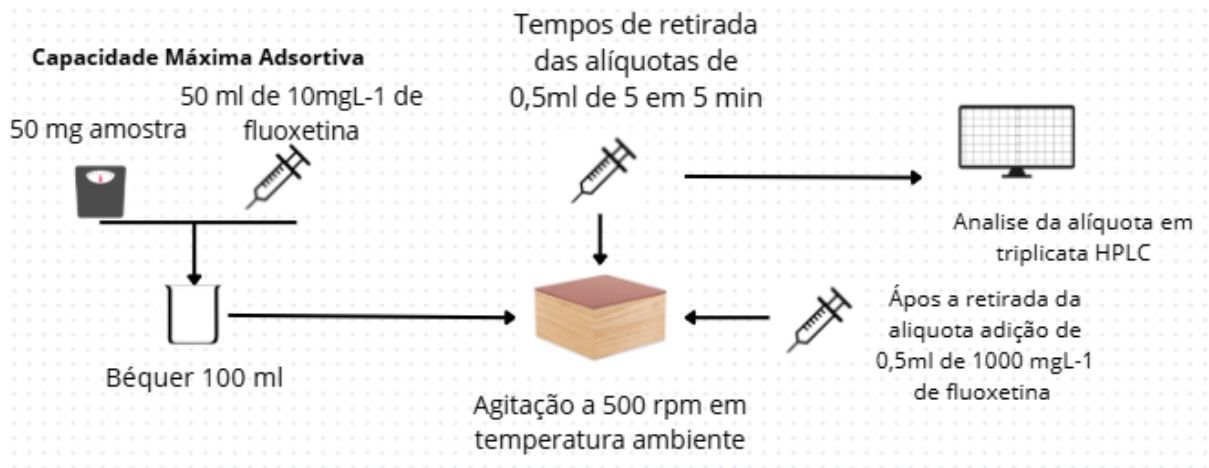 Capacidade Máxima Adsortiva
50 ml de 10mgL-1 de
fluoxetina
50 mg amostra
Béquer 100 ml
Tempos de retirada
das alíquotas de
0,5ml de 5 em 5 min
Agitação a 500 rpm em
temperatura ambiente
Analise da alíquota em
triplicata HPLC
Ápos a retirada da
aliquota adição de
0,5ml de 1000 mgL-1
de fluoxetina